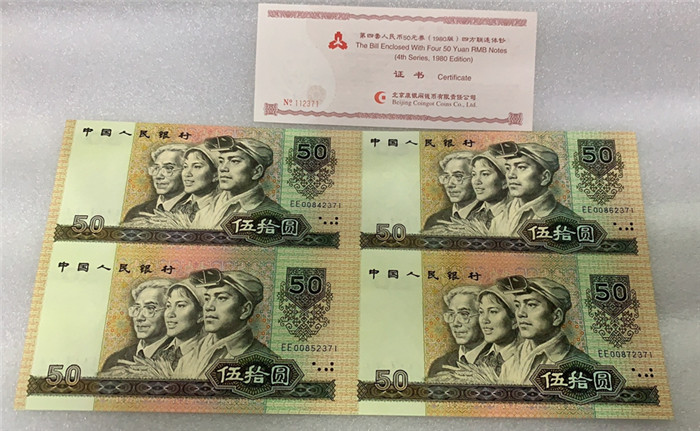 第四套人民币50元券（1980版）四方联连体钞
The Bill Enclosed With Four 50 Yuan RMB Notes
(4th Series, 1980 Edition)
证 书 Certificate
No 112371
北京康银阁钱币有限责任公司
Beijing Coingot Coins Co., Ltd.
中国人民银行
50
EE00842371
50
伍拾圆
中国人民银行
50
EE00862371
50
伍拾圆
中国人民银行
50
EE00852371
50
伍拾圆
中国人民银行
50
EE00872371
50
伍拾圆